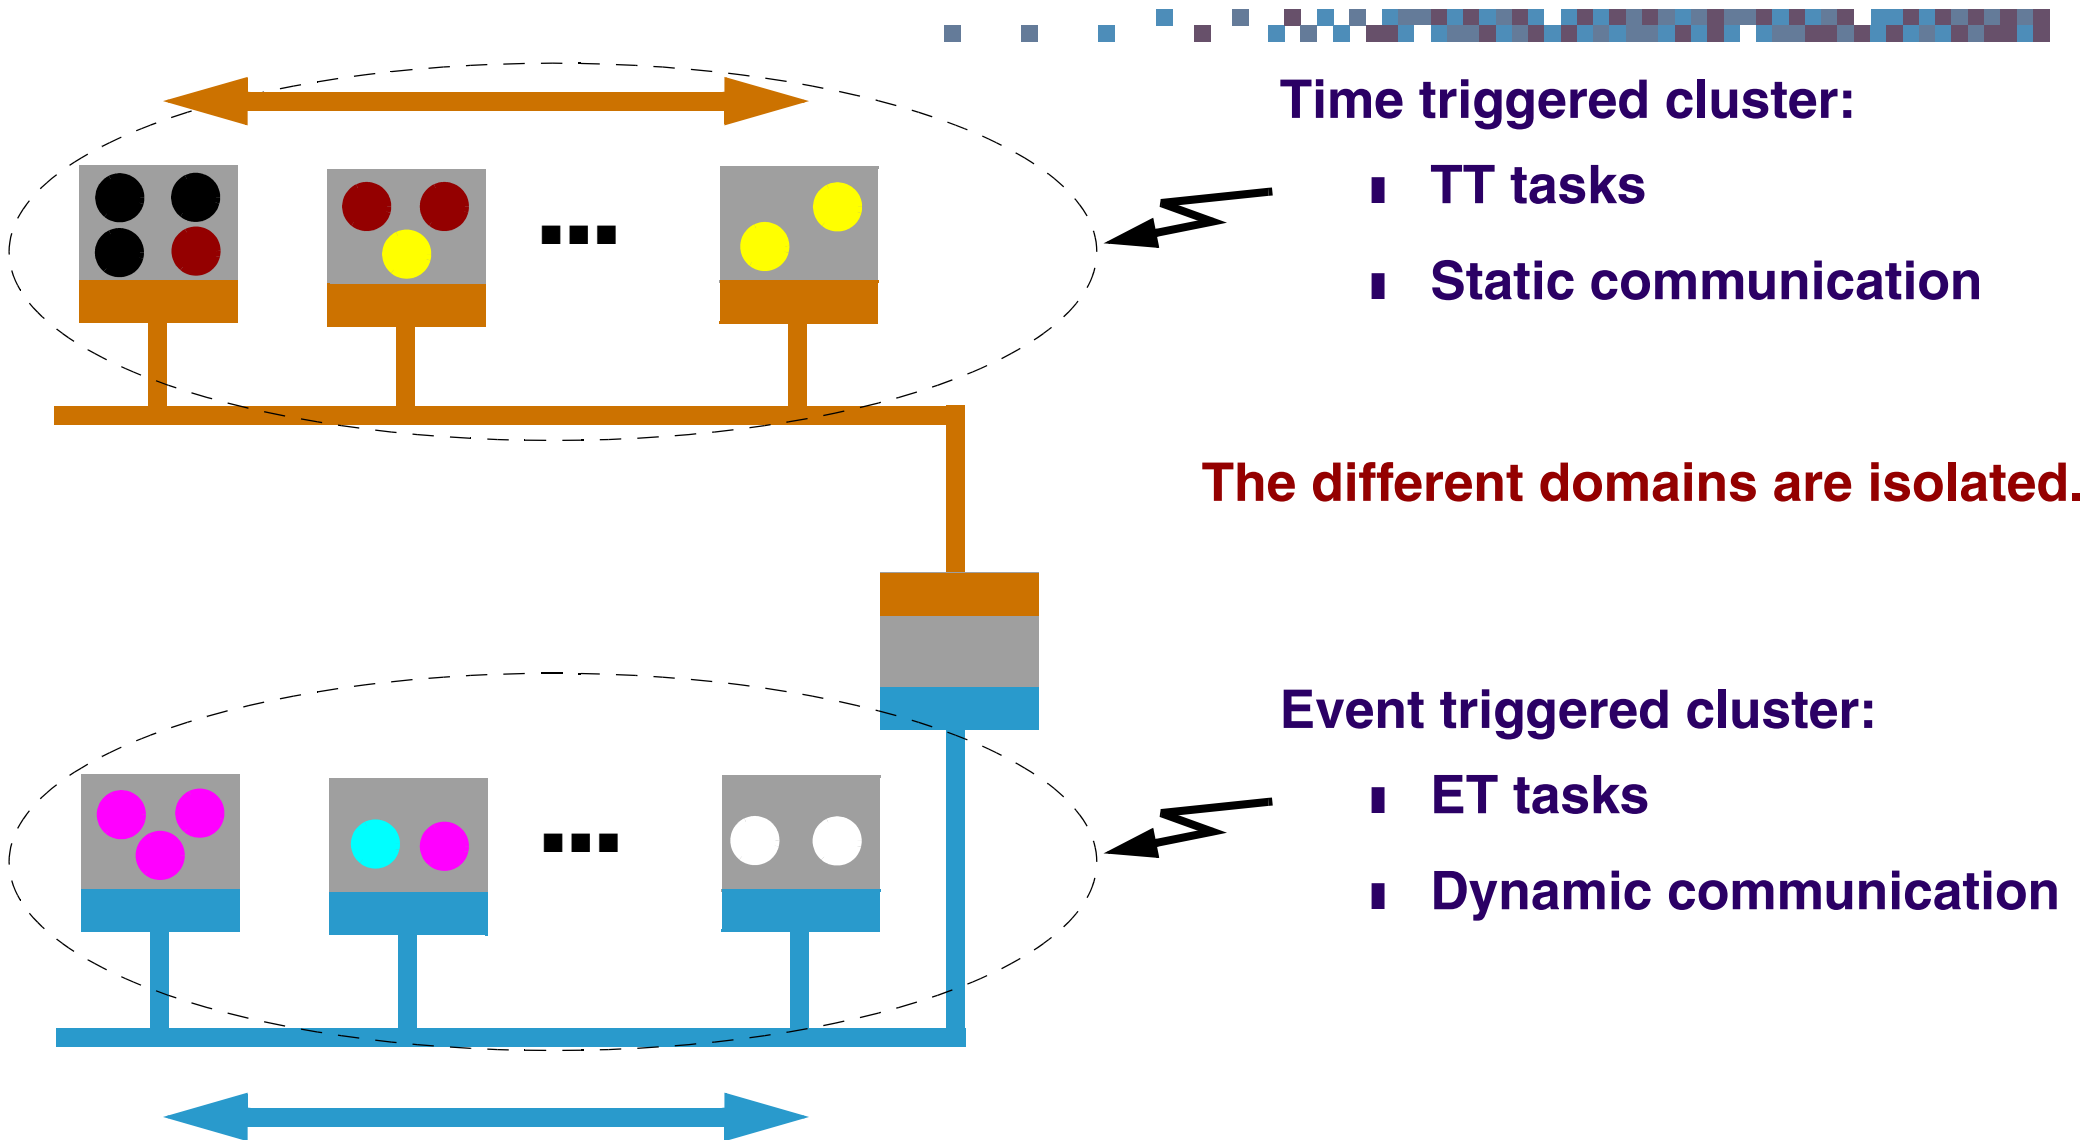 Time triggered cluster:
TT tasks
Static communication
The different domains are isolated.
Event triggered cluster:
ET tasks
Dynamic communication